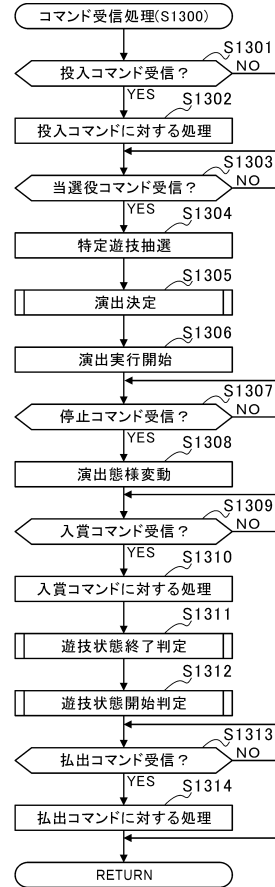 コマンド受信処理(S1300)
S1301
投入コマンド受信?
NO
YES
S1302
投入コマンドに対する処理
S1303
当選役コマンド受信?
NO
YES
S1304
特定遊技抽選
S1305
演出決定
S1306
演出実行開始
S1307
停止コマンド受信?
NO
YES
S1308
演出態様変動
S1309
入賞コマンド受信?
NO
YES
S1310
入賞コマンドに対する処理
S1311
遊技状態終了判定
S1312
遊技状態開始判定
S1313
払出コマンド受信?
NO
YES
S1314
払出コマンドに対する処理
RETURN